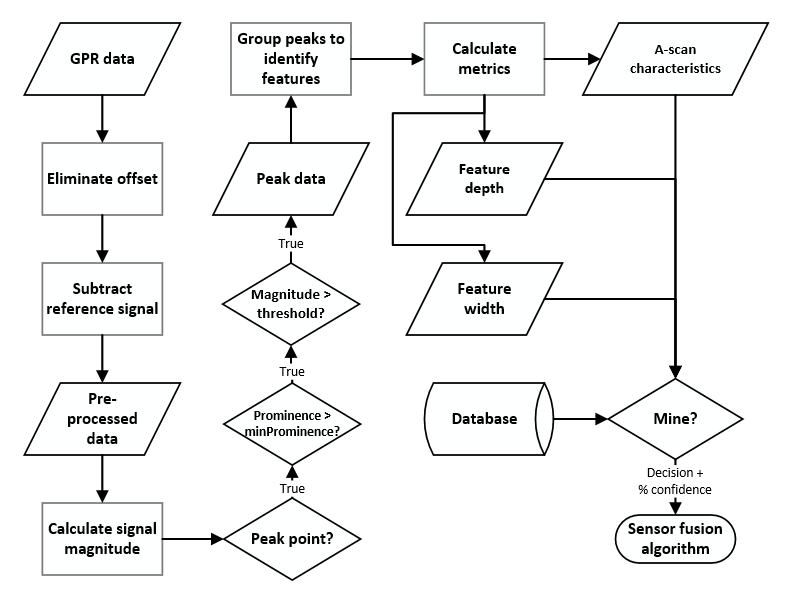 GPR data
Eliminate offset
Subtract
reference signal
Pre-
processed
data
Calculate signal
magnitude
Peak point?
True
Prominence >
minProminence?
True
Magnitude >
threshold?
True
Peak data
Group peaks to
identify
features
Calculate
metrics
A-scan
characteristics
Feature
depth
Feature
width
Database
Mine?
Decision +
% confidence
Sensor fusion
algorithm